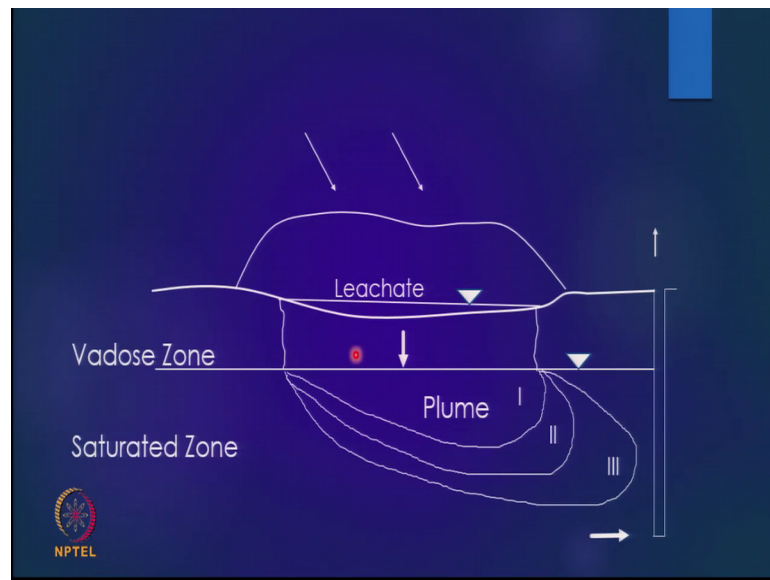 Leachate
Vadose Zone
Plume
I
II
III
Saturated Zone
NPTEL